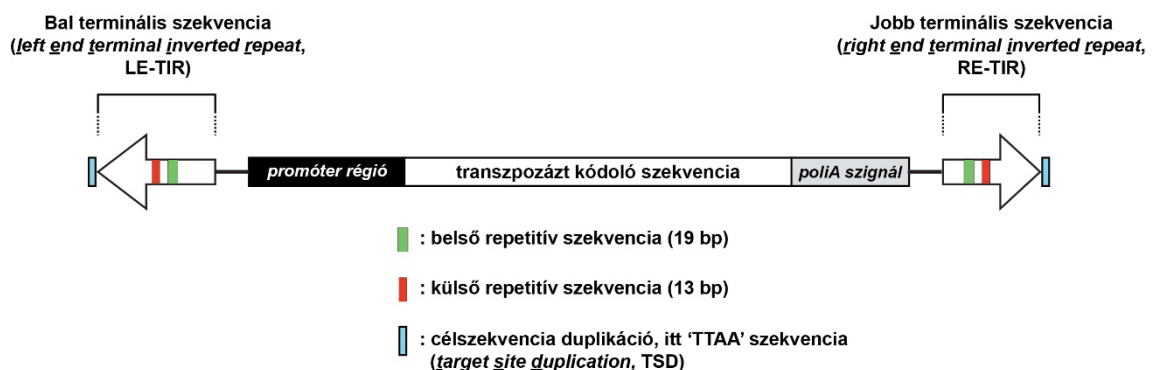 Bal terminális szekvencia
(left end terminal inverted repeat,
LE-TIR)
Jobb terminális szekvencia
(right end terminal inverted repeat,
RE-TIR)
promóter régió
transzpozázt kódoló szekvencia
poliA szignál
: belső repetitív szekvencia (19 bp)
: külső repetitív szekvencia (13 bp)
: célszekvencia duplikáció, itt ‘TTAA’ szekvencia
(target site duplication, TSD)